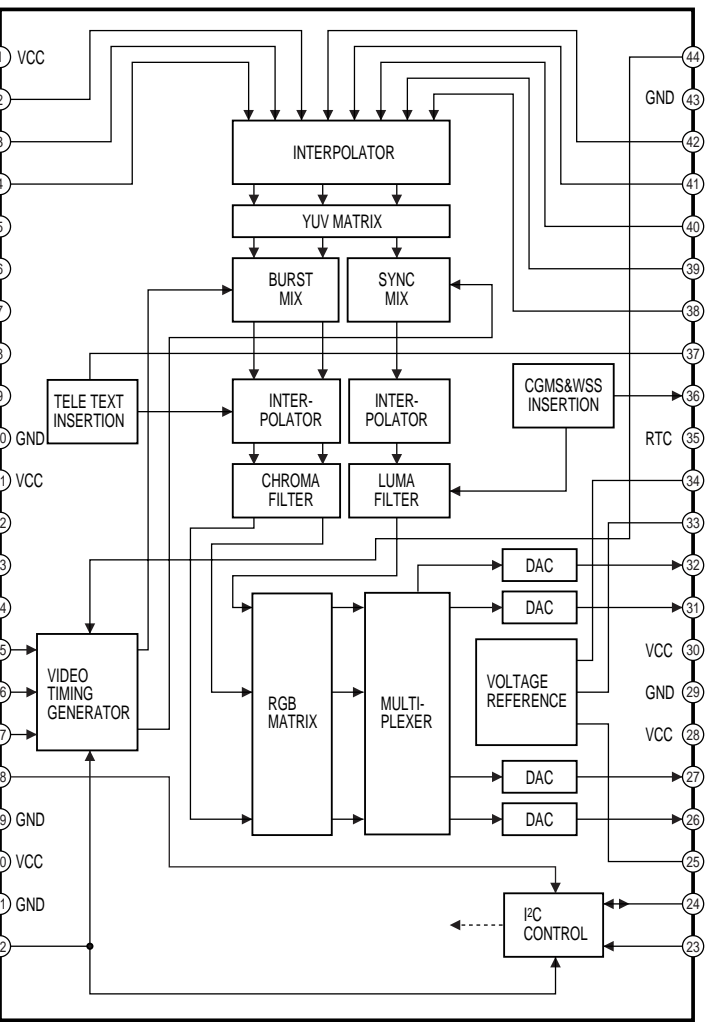 VCC
44
GND 43
42
INTERPOLATOR
41
YUV MATRIX
40
BURST
MIX
SYNC
MIX
39
38
37
TELE TEXT
INSERTION
INTER-
POLATOR
INTER-
POLATOR
CGMS&WSS
INSERTION
36
GND
RTC 35
VCC
CHROMA
FILTER
LUMA
FILTER
34
33
DAC
32
DAC
31
VIDEO
TIMING
GENERATOR
RGB
MATRIX
MULTI-
PLEXER
VOLTAGE
REFERENCE
VCC 30
GND 29
VCC 28
DAC
27
GND
DAC
26
VCC
25
GND
I²C
CONTROL
24
23